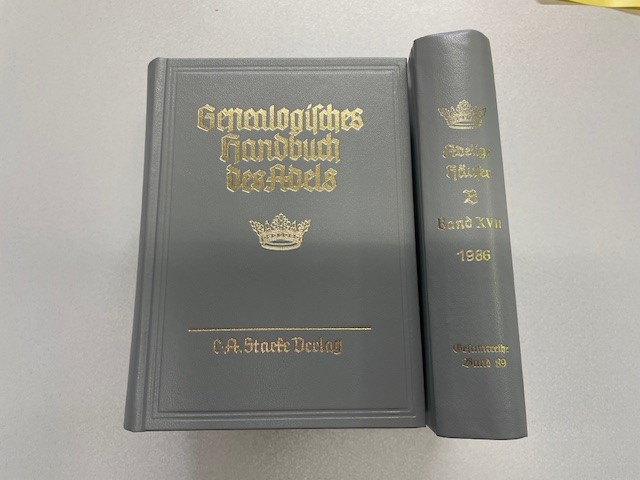 Genealogisches
Handbuch
des Adels
C.A. Starke Verlag
Adelige
Häuser
B
Band XVII
1986
Gesamtreihe
Band 89